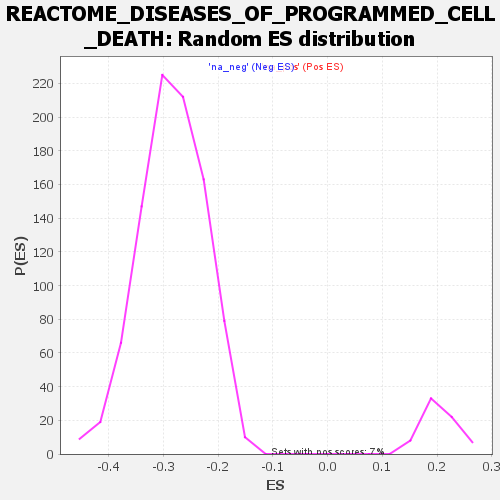 REACTOME_DISEASES_OF_PROGRAMMED_CELL
_DEATH: Random ES distribution
'na_neg' (Neg ES)s' (Pos ES)
220
200
180
160
140
120
100
80
60
40
20
0
P(ES)
Sets with pos scores: 7%
-0.4 -0.3 -0.2 -0.1 0.0 0.1 0.2 0.3
ES